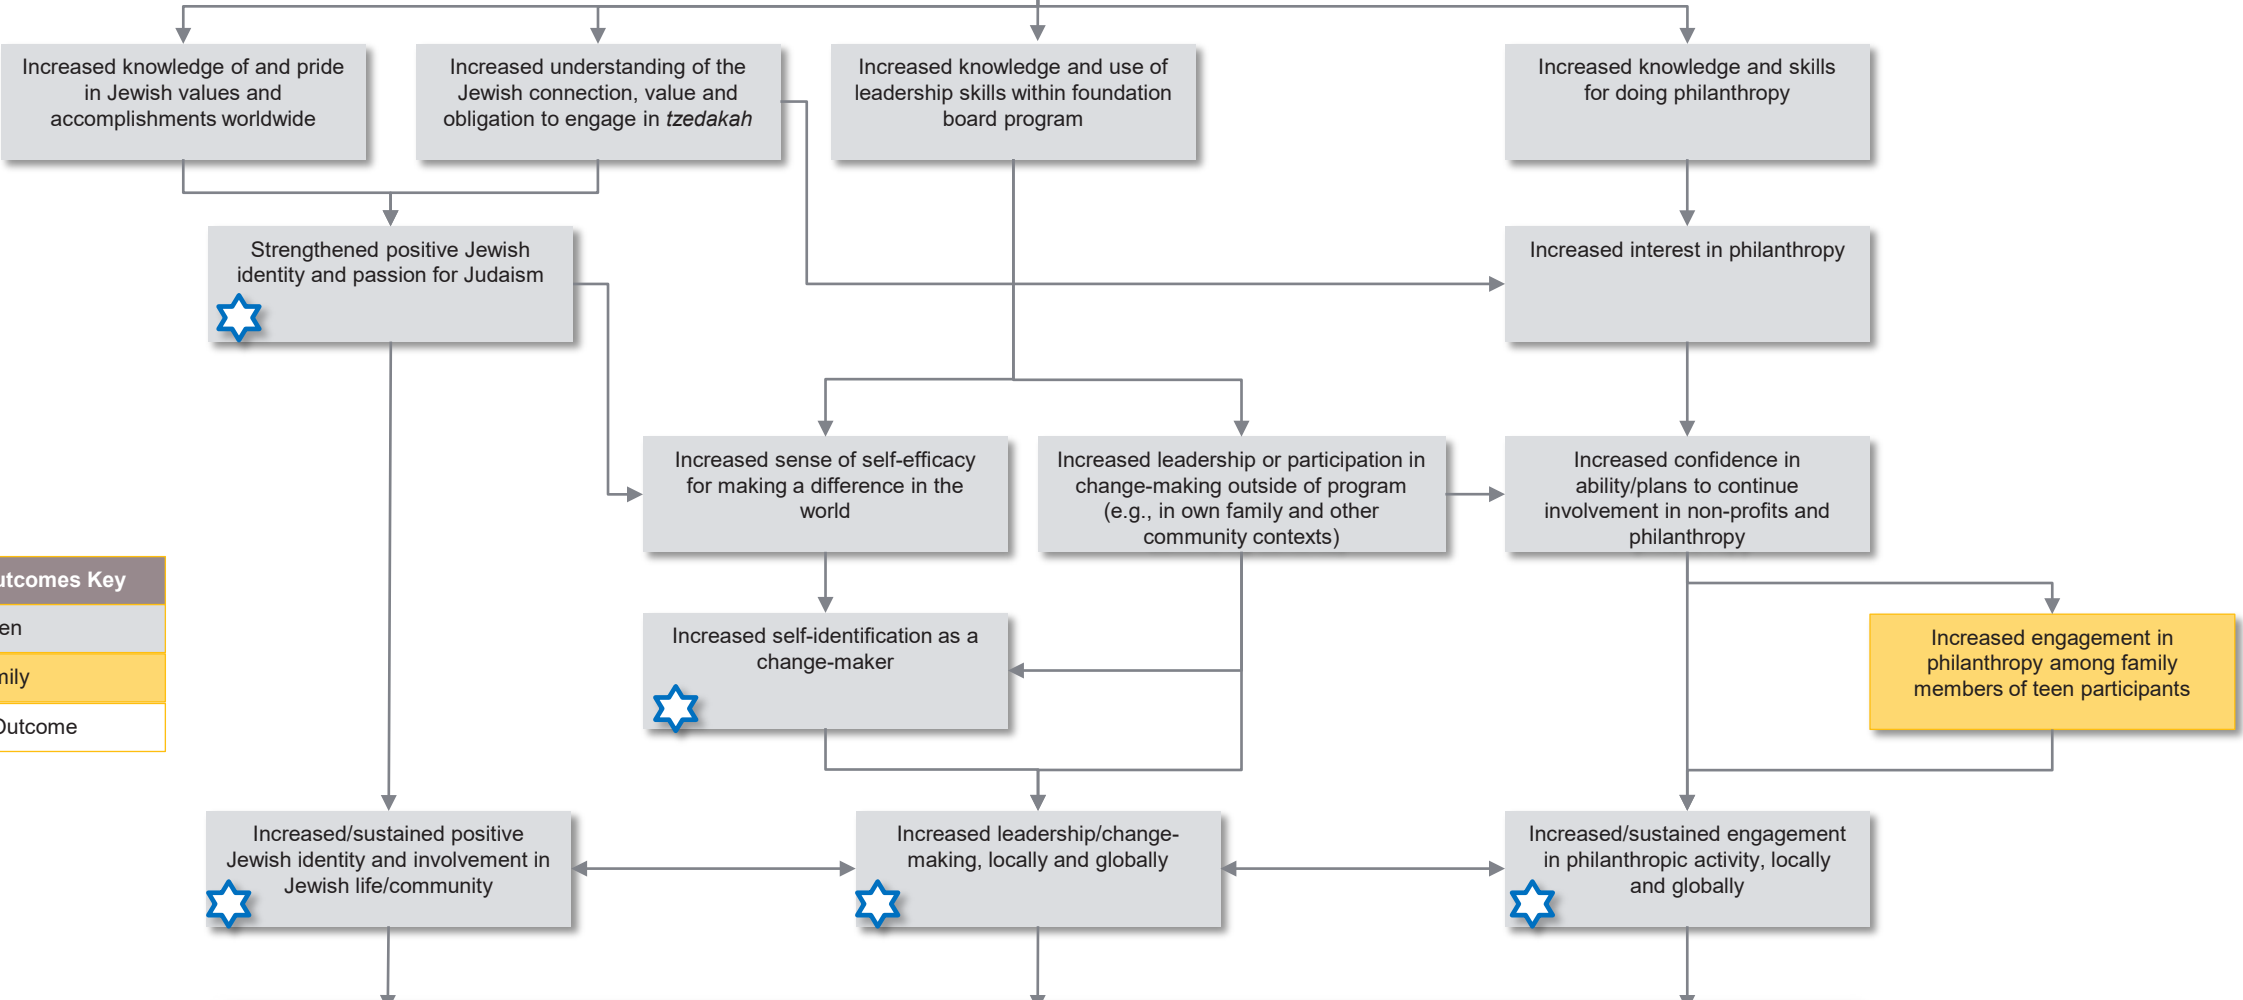 Increased knowledge of and pride
in Jewish values and
accomplishments worldwide
Increased understanding of the
Jewish connection, value and
obligation to engage in tzedakah
Increased knowledge and use of
leadership skills within foundation
board program
Increased knowledge and skills
for doing philanthropy
Strengthened positive Jewish
identity and passion for Judaism
Increased interest in philanthropy
Increased sense of self-efficacy
for making a difference in the
world
Increased leadership or participation in
change-making outside of program
(e.g., in own family and other
community contexts)
Increased confidence in
ability/plans to continue
involvement in non-profits and
philanthropy
utcomes Key
en
nily
Outcome
Increased self-identification as a
change-maker
Increased engagement in
philanthropy among family
members of teen participants
Increased/sustained positive
Jewish identity and involvement in
Jewish life/community
Increased leadership/change-
making, locally and globally
Increased/sustained engagement
in philanthropic activity, locally
and globally